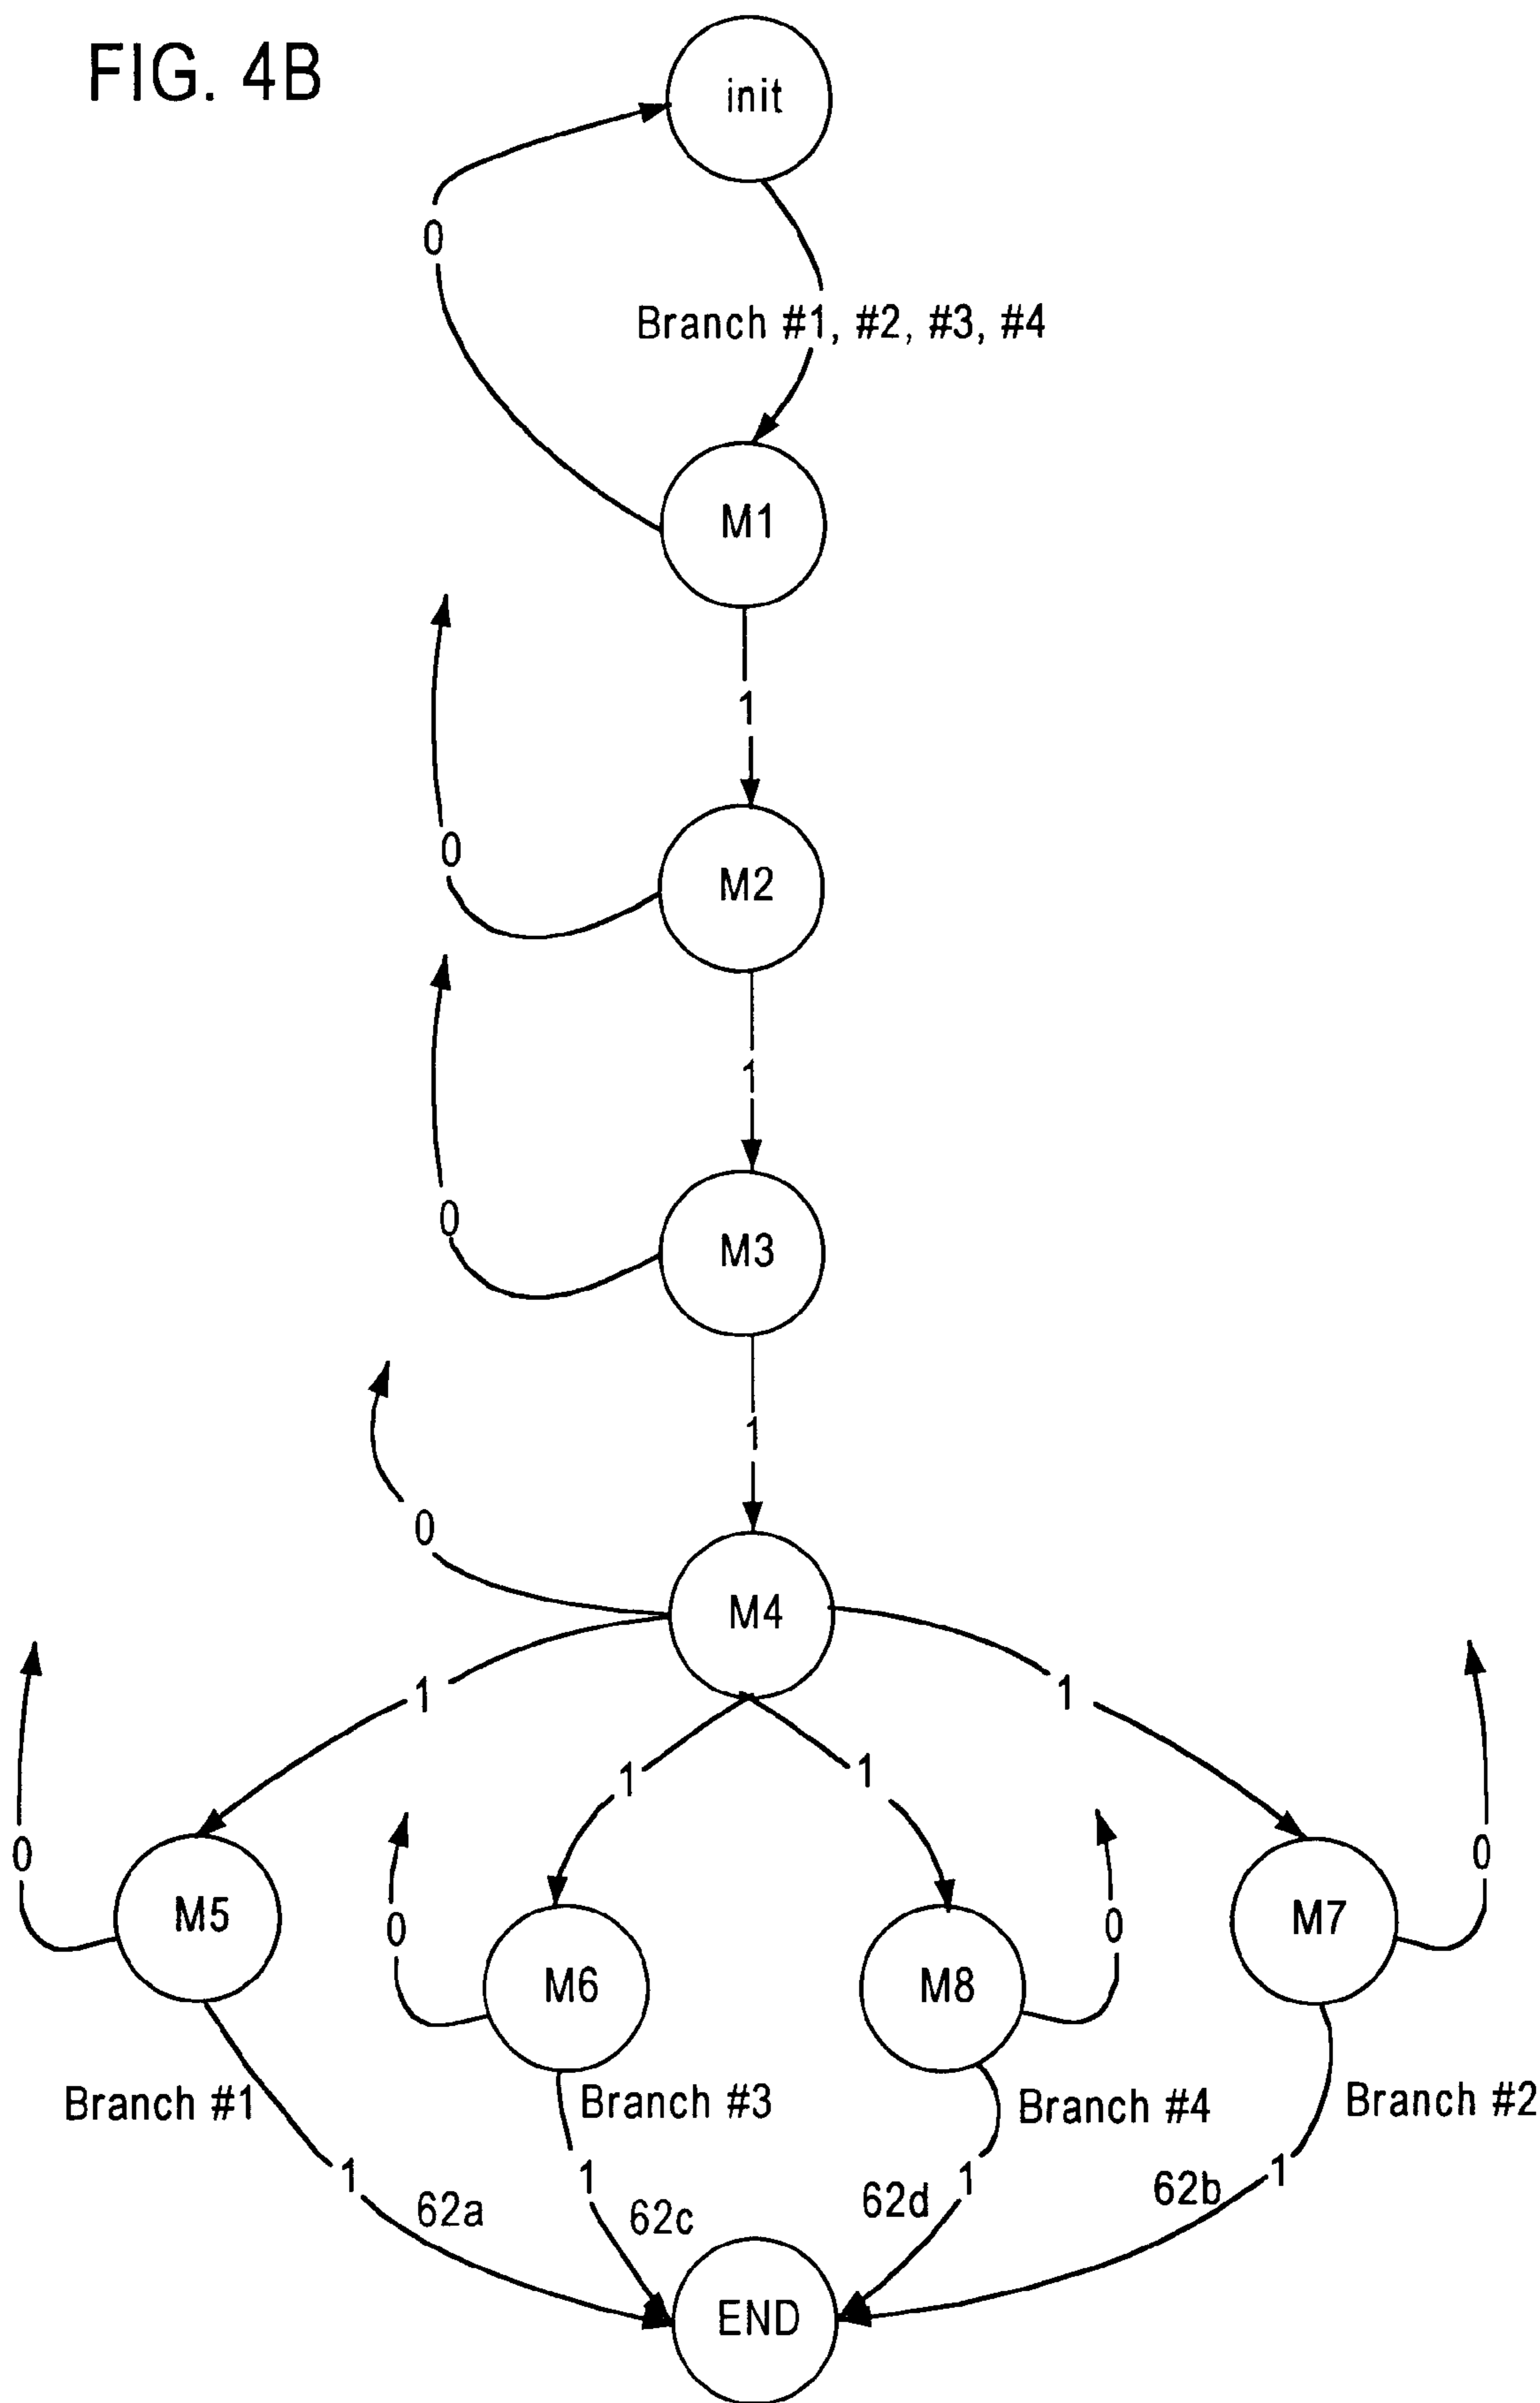 FIG. 4B
init
0
Branch #1, #2, #3, #4
M1
1
0
M2
1
0
M3
1
0
M4
1
1
1
1
0
0
0
0
M5
M6
M8
M7
Branch #1
Branch #3
Branch #4
Branch #2
1
1
1
1
62a
62c
62d
62b
END